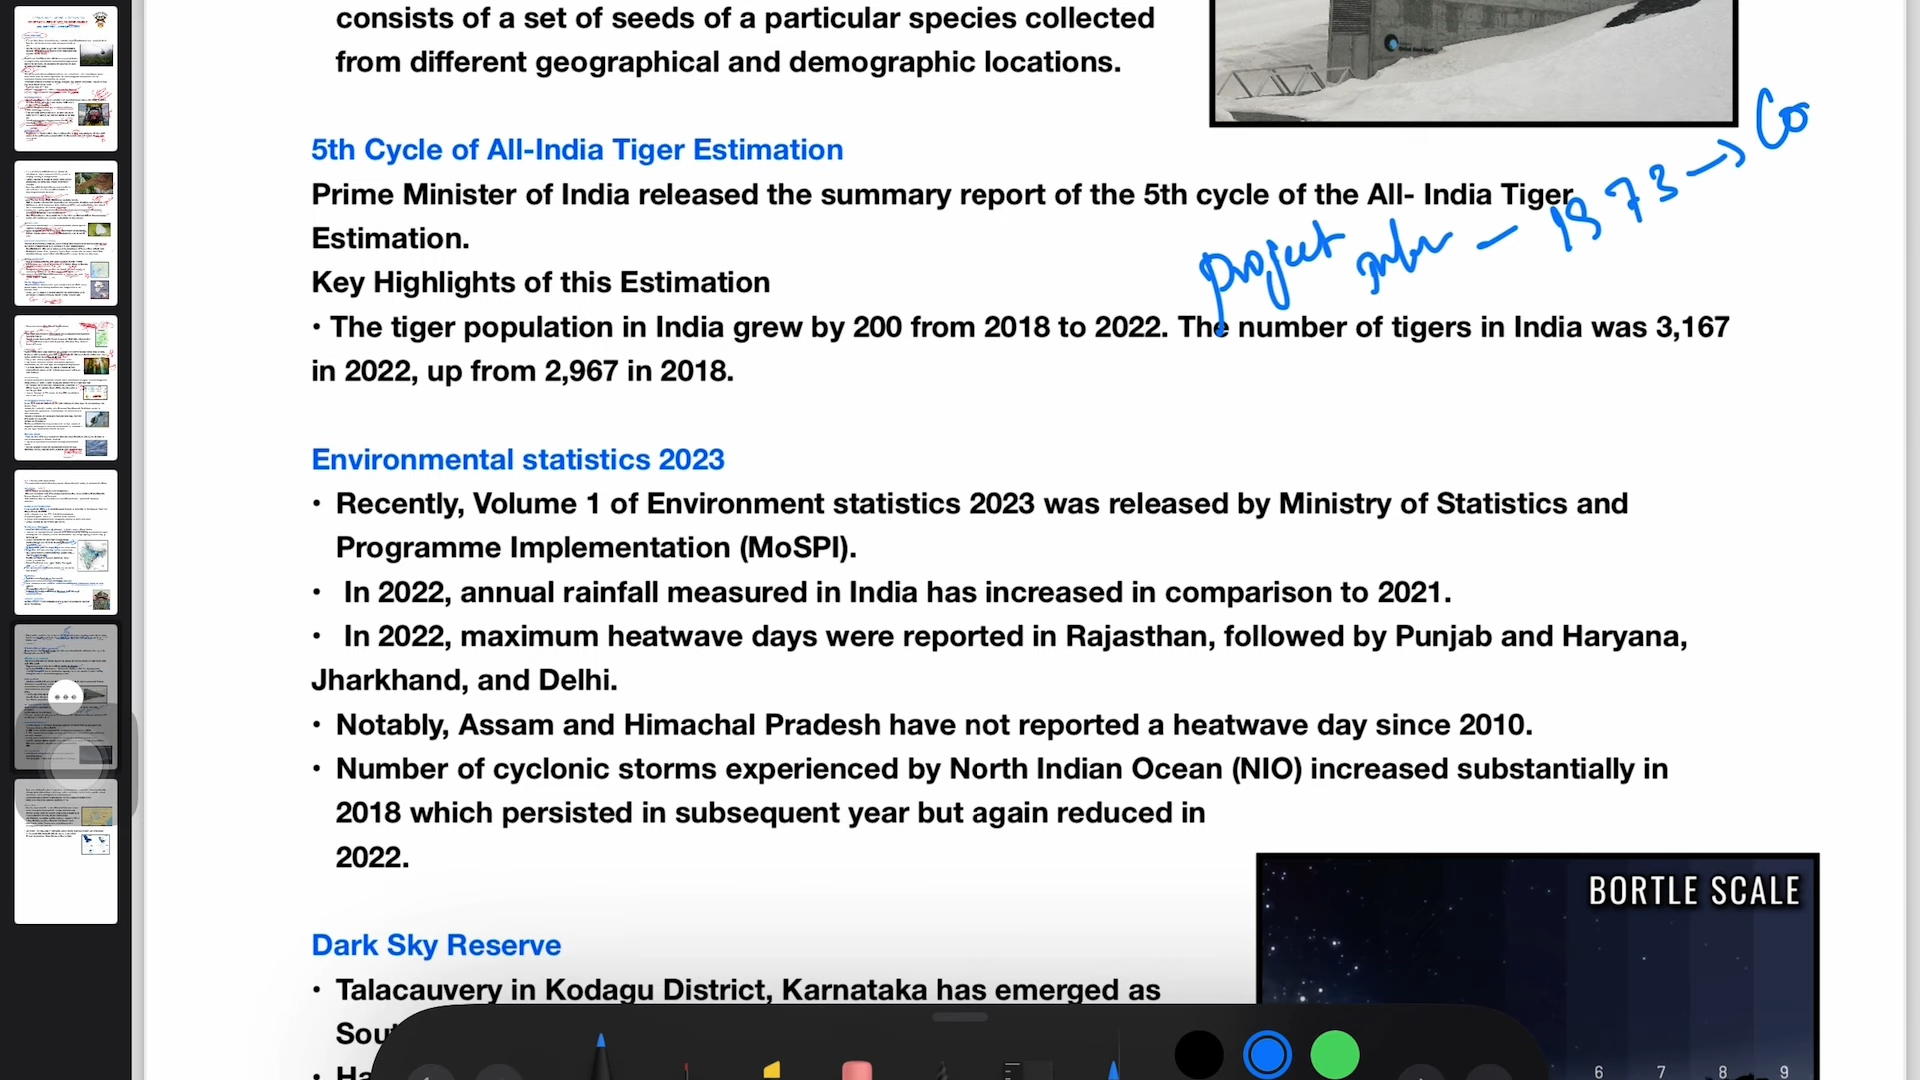 consists of a set of seeds of a particular species collected
from different geographical and demographic locations.
Co
5th Cycle of All-India Tiger Estimation
Prime Minister of India released the summary report of the 5th cycle of the All- India Tiger
Estimation.
project – 1973 →
Key Highlights of this Estimation
• The tiger population in India grew by 200 from 2018 to 2022. The number of tigers in India was 3,167
in 2022, up from 2,967 in 2018.
Environmental statistics 2023
• Recently, Volume 1 of Environment statistics 2023 was released by Ministry of Statistics and
Programine Implementation (MoSPI).
• In 2022, annual rainfall measured in India has increased in comparison to 2021.
• In 2022, maximum heatwave days were reported in Rajasthan, followed by Punjab and Haryana,
Jharkhand, and Delhi.
• Notably, Assam and Himachal Pradesh have not reported a heatwave day since 2010.
• Number of cyclonic storms experienced by North Indian Ocean (NIO) increased substantially in
2018 which persisted in subsequent year but again reduced in
2022.
BORTLE SCALE
Dark Sky Reserve
• Talacauvery in Kodagu District, Karnataka has emerged as
6 7 8 9